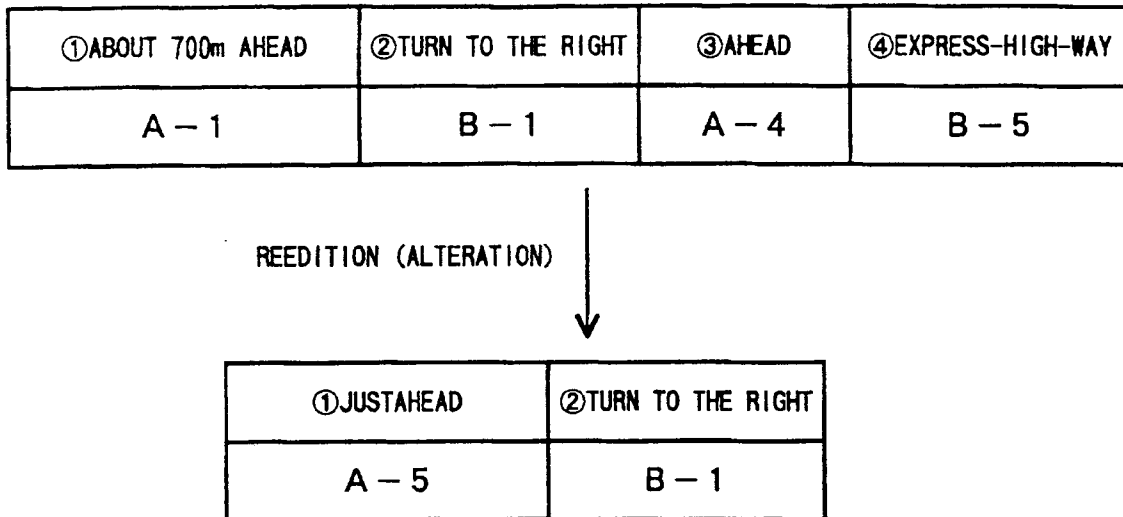 ①ABOUT 700m AHEAD ②TURN TO THE RIGHT ③AHEAD ④EXPRESS-HIGH-WAY
A-1 B-1 A-4 B-5
REEDITION (ALTERATION)
①JUSTAHEAD ②TURN TO THE RIGHT
A-5 B-1